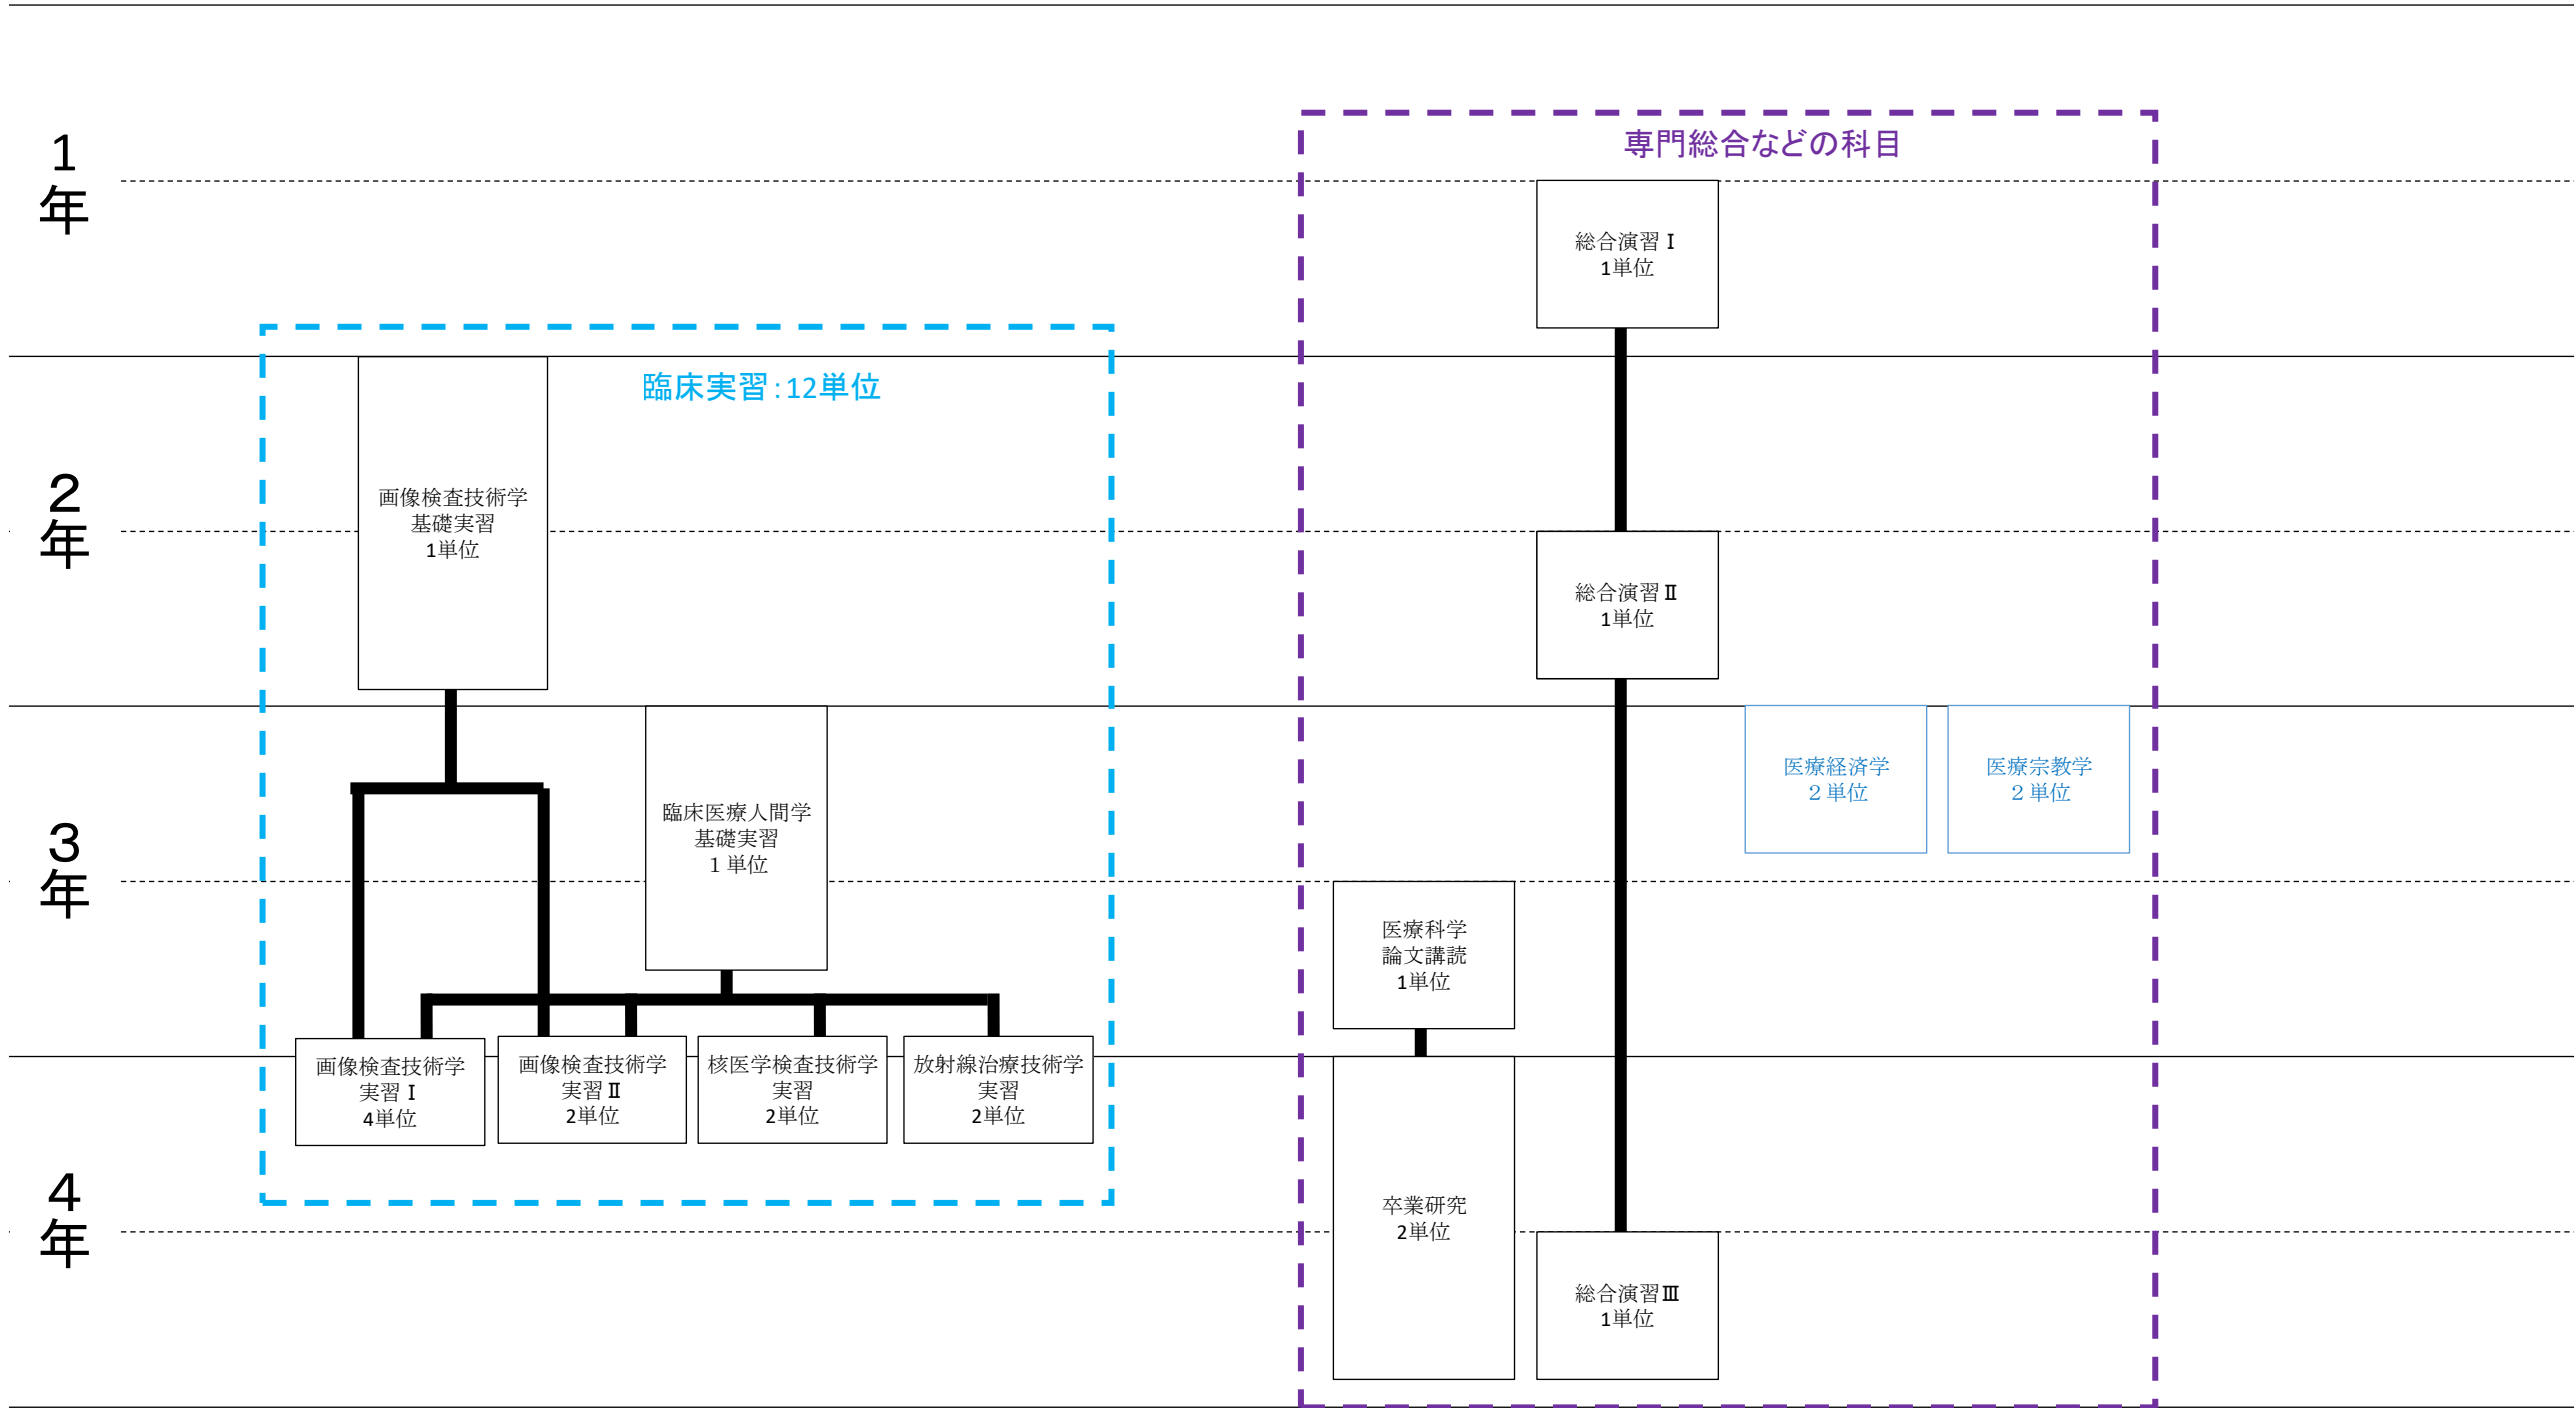 1
年
専門総合などの科目
総合演習Ⅰ
1単位
臨床実習：12単位
2
年
画像検査技術学
基礎実習
1単位
総合演習Ⅱ
1単位
3
年
臨床医療人間学
基礎実習
１単位
医療経済学
２単位
医療宗教学
２単位
医療科学
論文講読
1単位
画像検査技術学
実習Ⅰ
4単位
画像検査技術学
実習Ⅱ
2単位
核医学検査技術学
実習
2単位
放射線治療技術学
実習
2単位
4
年
卒業研究
2単位
総合演習Ⅲ
1単位